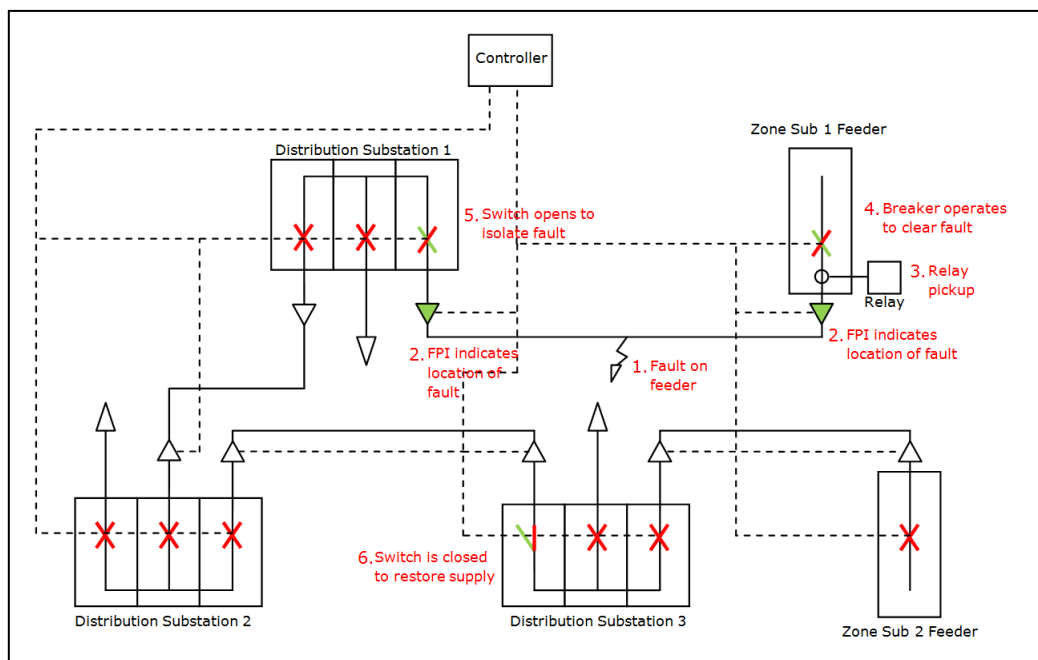 Controller
Zone Sub 1 Feeder
Distribution Substation 1
5. Switch opens to
isolate fault
4. Breaker operates
to clear fault
3. Relay
pickup
Relay
2. FPI indicates
location of
fault
1. Fault on
feeder
2. FPI indicates
location of fault
6. Switch is closed
to restore supply
Distribution Substation 2
Distribution Substation 3
Zone Sub 2 Feeder